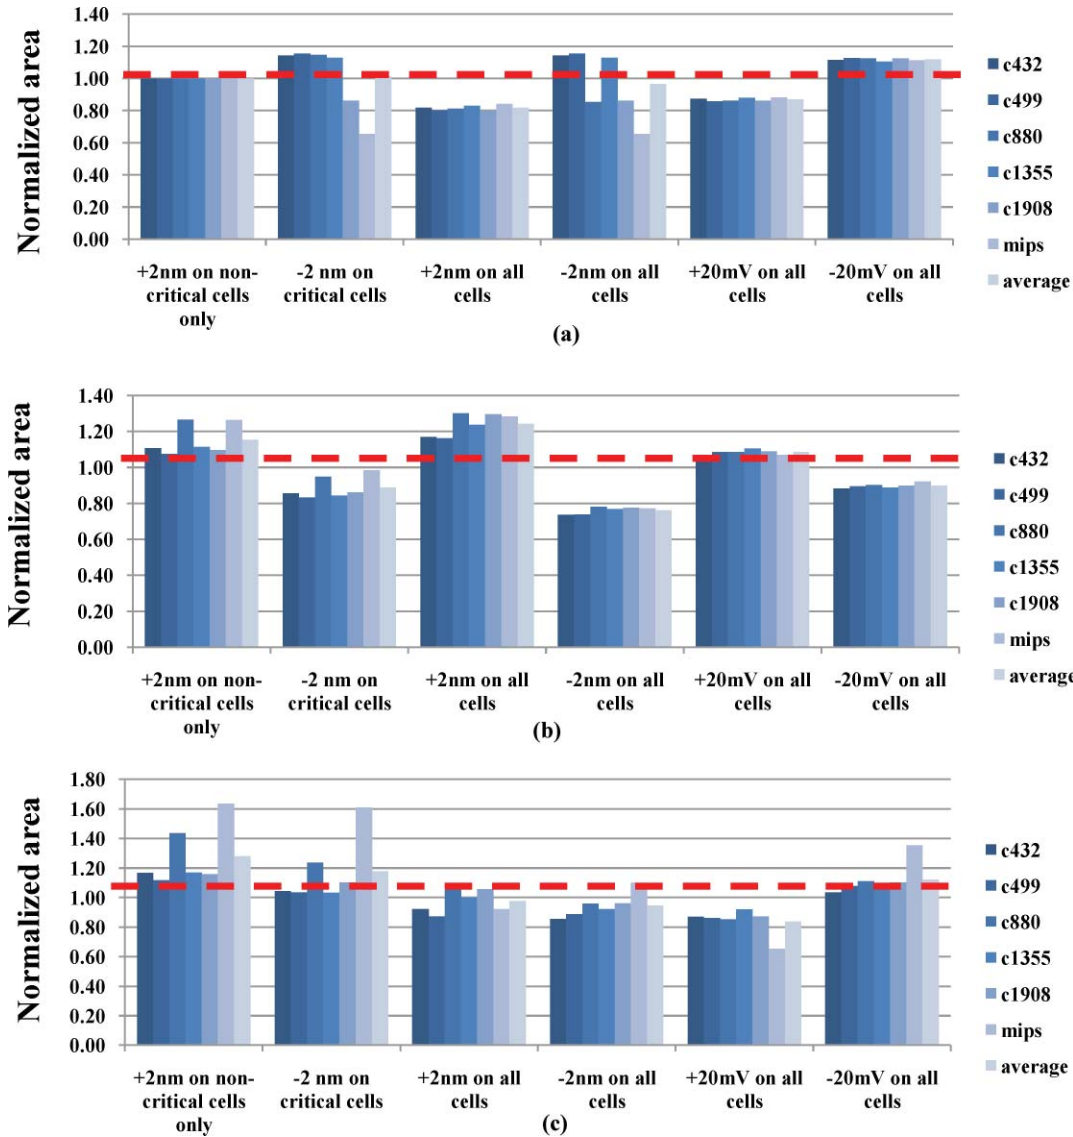 Normalized area
1.40
1.20
1.00
0.80
0.60
0.40
0.20
0.00
+2nm on non-
critical cells
only
-2 nm on
critical cells
+2nm on all
cells
-2nm on all
cells
+20mV on all
cells
-20mV on all
cells
c432
c499
c880
c1355
c1908
mips
average
(a)
Normalized area
1.40
1.20
1.00
0.80
0.60
0.40
0.20
0.00
+2nm on non-
critical cells
only
-2 nm on
critical cells
+2nm on all
cells
-2nm on all
cells
+20mV on all
cells
-20mV on all
cells
c432
c499
c880
c1355
c1908
mips
average
(b)
Normalized area
1.80
1.60
1.40
1.20
1.00
0.80
0.60
0.40
0.20
0.00
+2nm on non-
critical cells
only
-2 nm on
critical cells
+2nm on all
cells
-2nm on all
cells
+20mV on all
cells
-20mV on all
cells
c432
c499
c880
c1355
c1908
mips
average
(c)